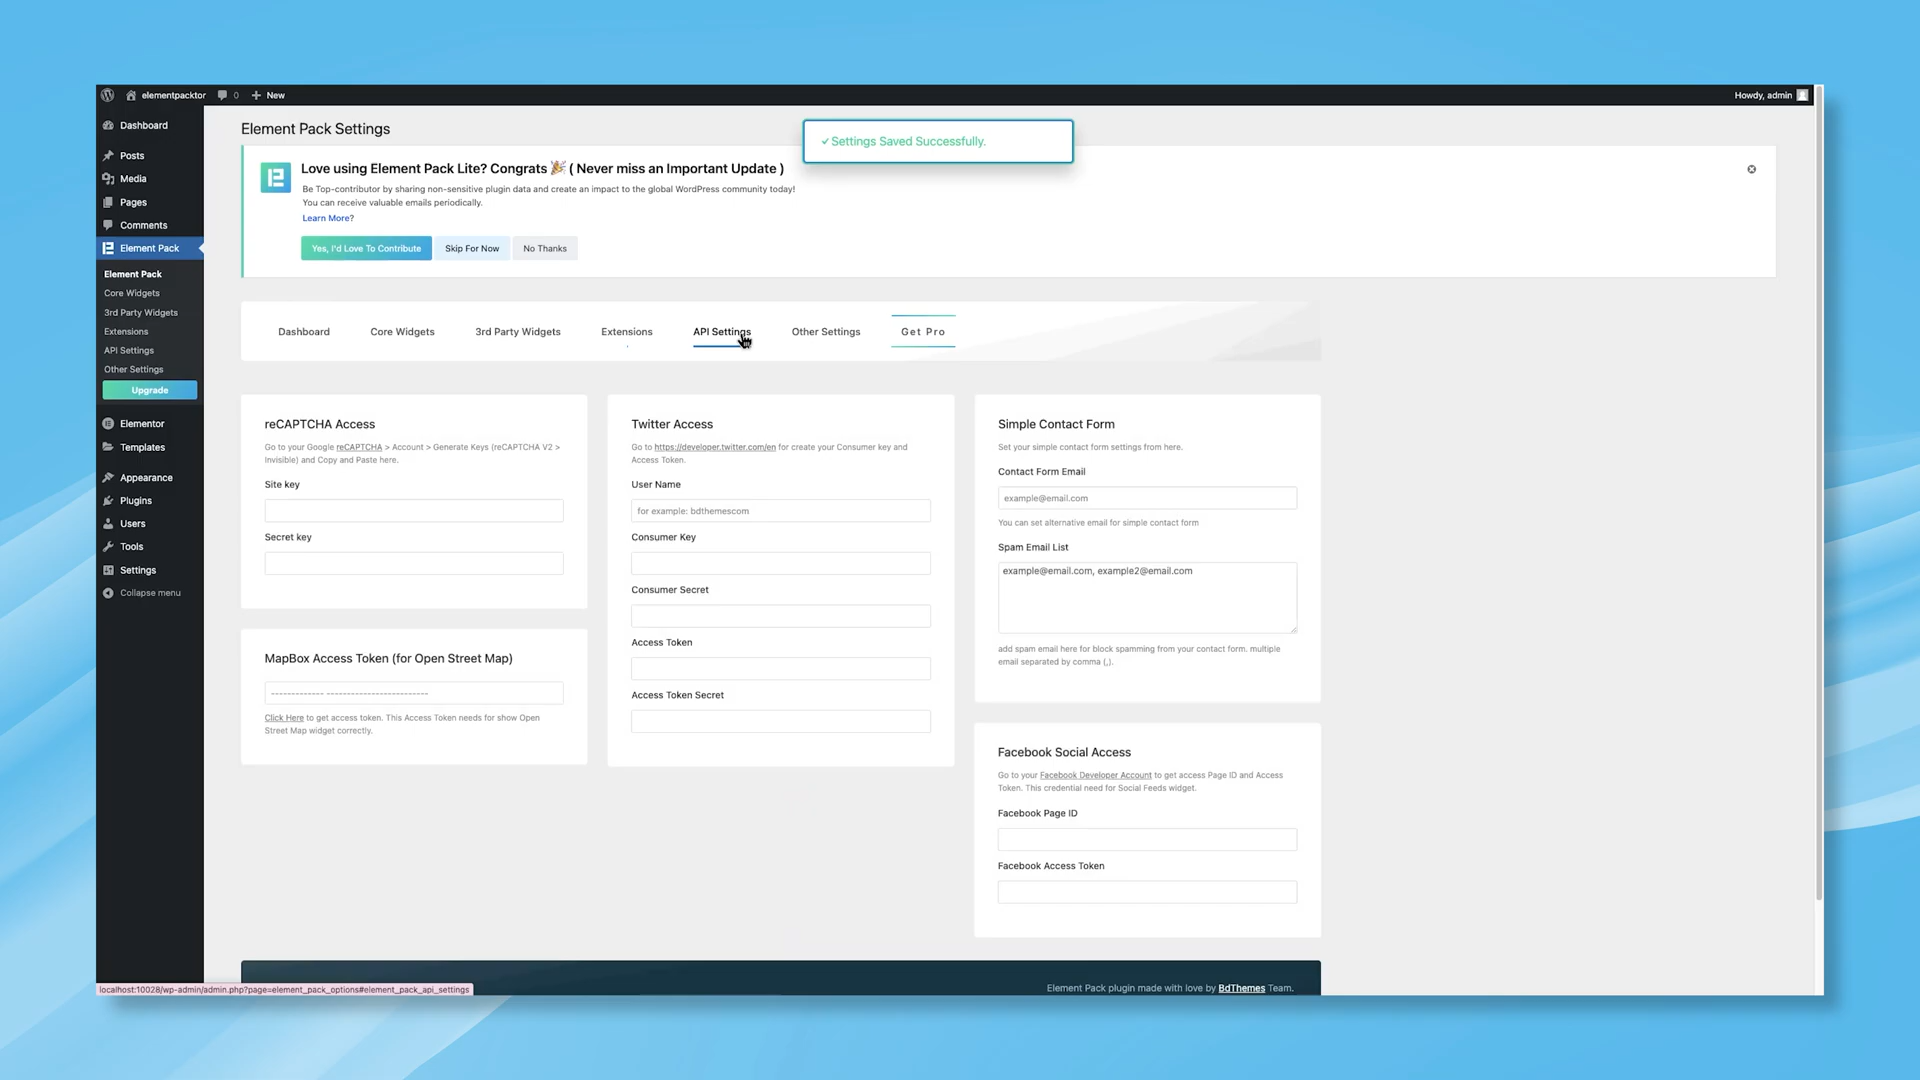 elementpacktor
0
New
Howdy, admin
Dashboard
Posts
Media
Pages
Comments
Element Pack
Element Pack
Core Widgets
3rd Party Widgets
Extensions
API Settings
Other Settings
Upgrade
Elementor
Templates
Appearance
Plugins
Users
Tools
Settings
Collapse menu
Element Pack Settings
Settings Saved Successfully.
Love using Element Pack Lite? Congrats 🎉 ( Never miss an Important Update )
Be Top-contributor by sharing non-sensitive plugin data and create an impact to the global WordPress community today!
You can receive valuable emails periodically.
Learn More?
Yes, I'd Love To Contribute
Skip For Now
No Thanks
Dashboard
Core Widgets
3rd Party Widgets
Extensions
API Settings
Other Settings
Get Pro
reCAPTCHA Access
Go to your Google reCAPTCHA > Account > Generate Keys (reCAPTCHA V2 >
Invisible) and Copy and Paste here.
Site key
Secret key
MapBox Access Token (for Open Street Map)
------------- -------------------------
Click Here to get access token. This Access Token needs for show Open
Street Map widget correctly.
Twitter Access
Go to https://developer.twitter.com/en for create your Consumer key and
Access Token.
User Name
for example: bdthemescom
Consumer Key
Consumer Secret
Access Token
Access Token Secret
Simple Contact Form
Set your simple contact form settings from here.
Contact Form Email
example@email.com
You can set alternative email for simple contact form
Spam Email List
example@email.com, example2@email.com
add spam email here for block spamming from your contact form. multiple
email separated by comma (,).
Facebook Social Access
Go to your Facebook Developer Account to get access Page ID and Access
Token. This credential need for Social Feeds widget.
Facebook Page ID
Facebook Access Token
Element Pack plugin made with love by BdThemes Team.
localhost:10028/wp-admin/admin.php?page=element_pack_options#element_pack_api_settings